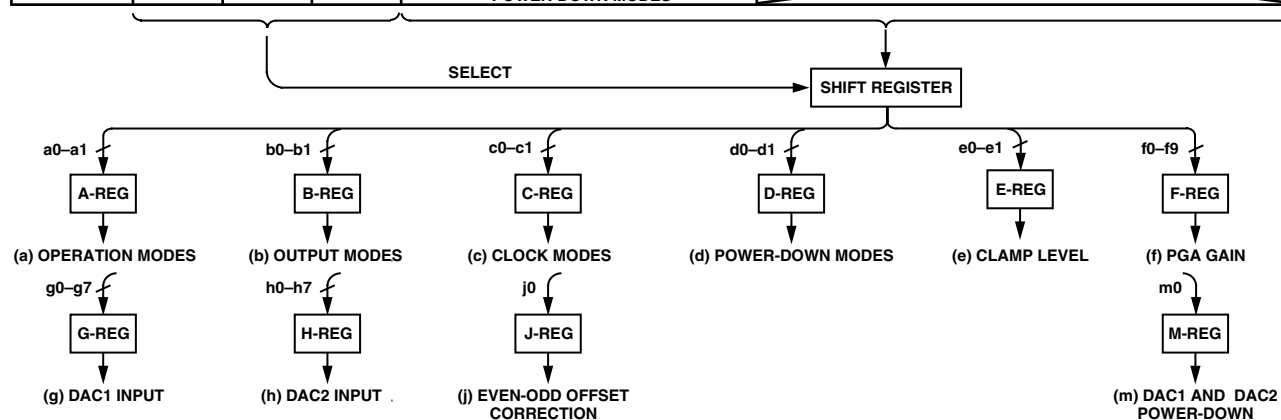 SELECT
SHIFT REGISTER
a0–a1
b0–b1
c0–c1
d0–d1
e0–e1
f0–f9
A-REG
B-REG
C-REG
D-REG
E-REG
F-REG
(a) OPERATION MODES
(b) OUTPUT MODES
(c) CLOCK MODES
(d) POWER-DOWN MODES
(e) CLAMP LEVEL
(f) PGA GAIN
g0–g7
h0–h7
j0
m0
G-REG
H-REG
J-REG
M-REG
(g) DAC1 INPUT
(h) DAC2 INPUT
(j) EVEN-ODD OFFSET
CORRECTION
(m) DAC1 AND DAC2
POWER-DOWN